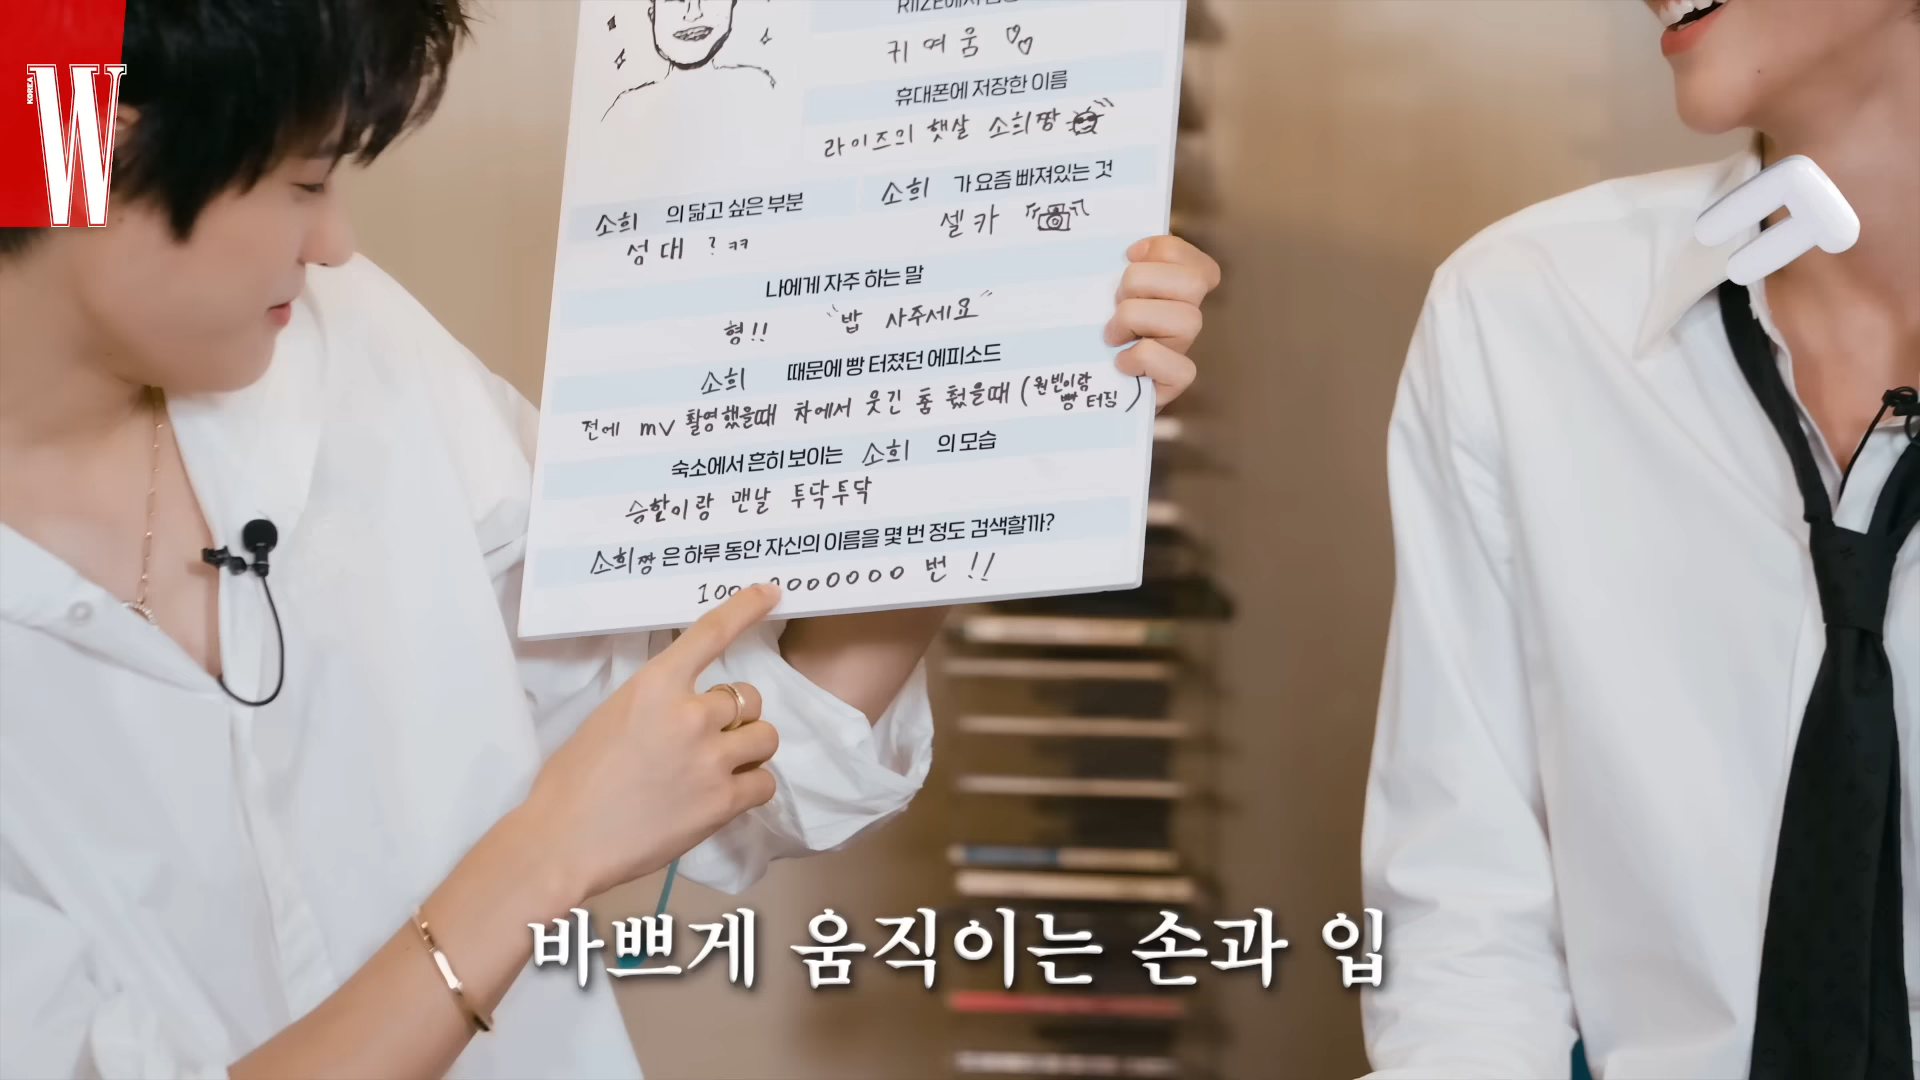 KOREA
W
RIIZE에서
귀여움
휴대폰에 저장한 이름
라이즈의 햇살 소희짱
소희 의 닮고 싶은 부분
성대 ? ㅋㅋ
소희 가 요즘 빠져있는 것
셀카
나에게 자주 하는 말
형!! "밥 사주세요"
소희 때문에 빵 터졌던 에피소드
전에 mv 촬영했을때 차에서 웃긴 춤 췄을때 (원빈이랑 빵 터짐)
숙소에서 흔히 보이는 소희 의 모습
승한이랑 맨날 투닥투닥
소희짱은 하루 동안 자신의 이름을 몇 번 정도 검색할까?
번 !!
ㅋ
바쁘게 움직이는 손과 입